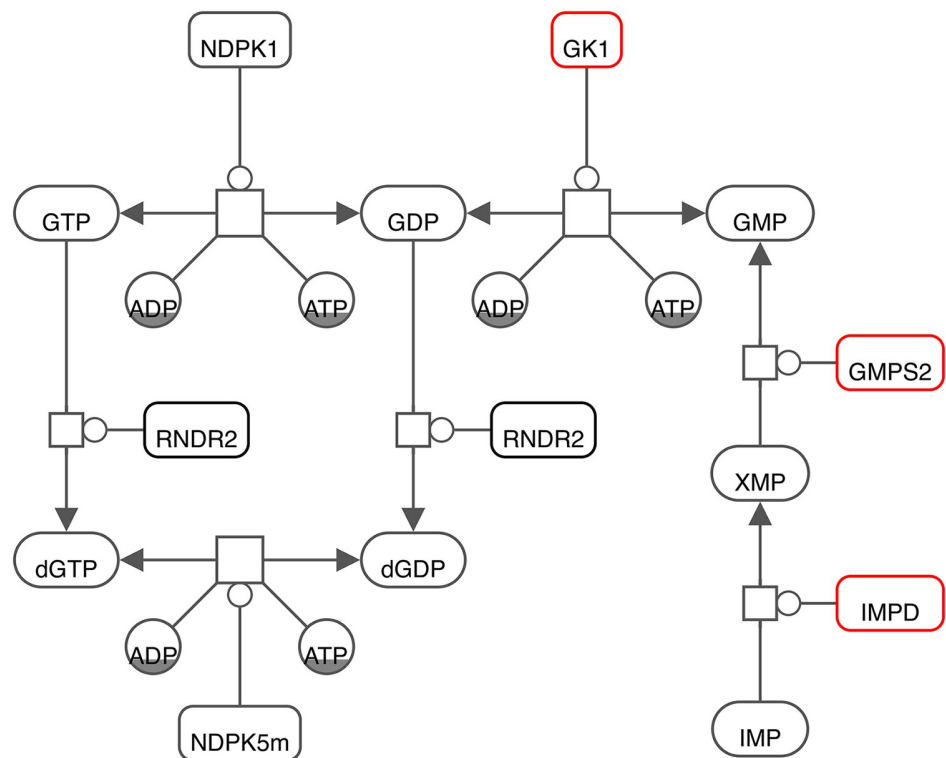 NDPK1
GK1
GTP
GDP
GMP
ADP
ATP
ADP
ATP
GMPS2
RNDR2
RNDR2
XMP
dGTP
dGDP
IMPD
ADP
ATP
NDPK5m
IMP